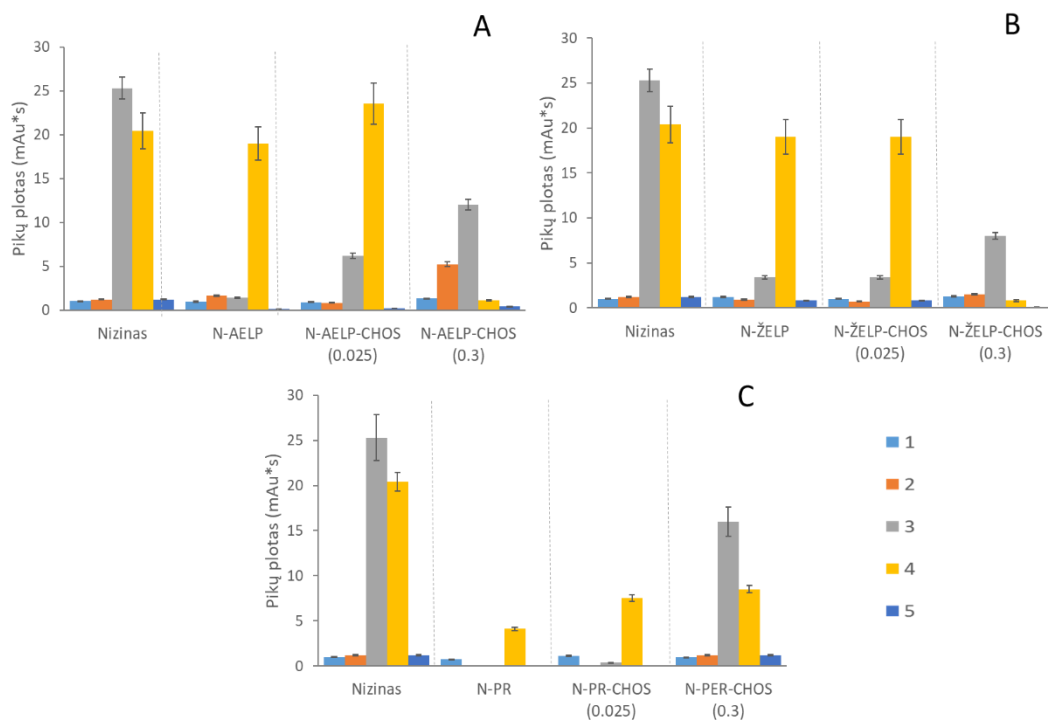 A
30
25
20
15
10
5
0
Pikų plotas (mAu*s)
Nizinas
N-AELP
N-AELP-CHOS
(0.025)
N-AELP-CHOS
(0.3)
B
30
25
20
15
10
5
0
Pikų plotas (mAu*s)
Nizinas
N-ŽELP
N-ŽELP-CHOS
(0.025)
N-ŽELP-CHOS
(0.3)
C
30
25
20
15
10
5
0
Pikų plotas (mAu*s)
Nizinas
N-PR
N-PR-CHOS
(0.025)
N-PER-CHOS
(0.3)
1
2
3
4
5